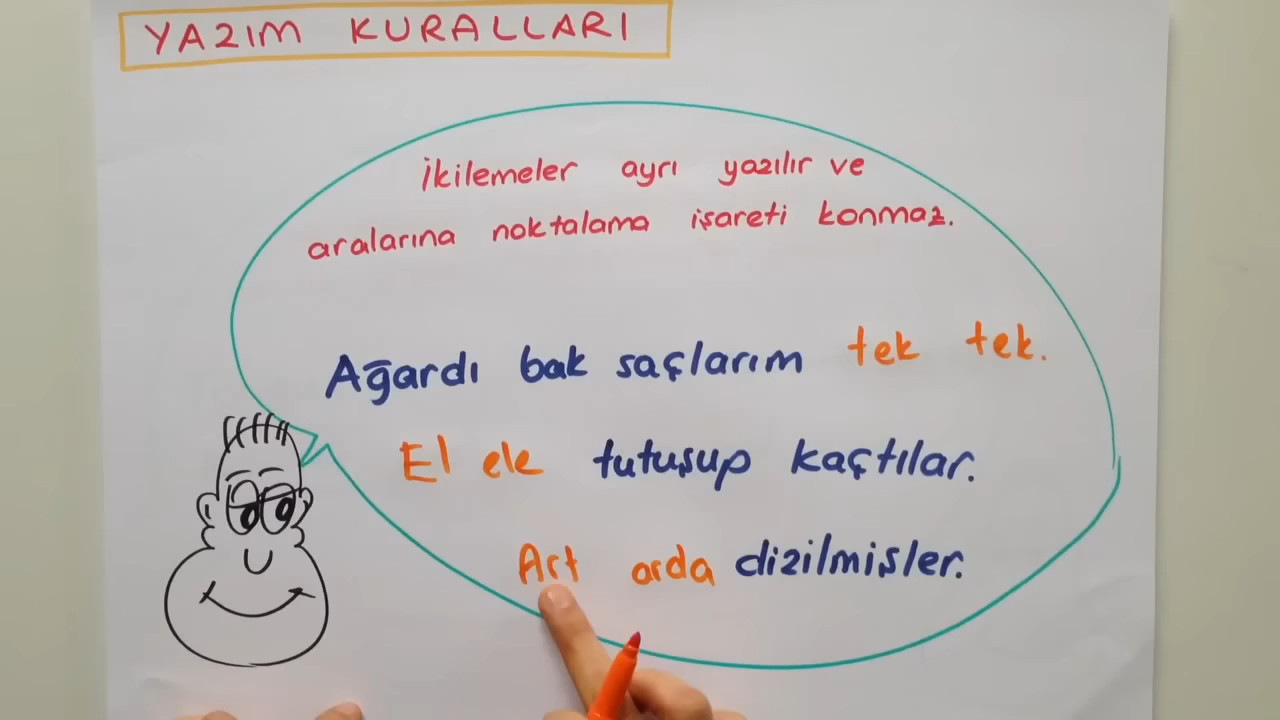 YAZIM KURALLARI
İkilemeler ayrı yazılır ve
aralarına noktalama işareti konmaz.
Ağardı bak saçlarım tek tek.
El ele tutuşup kaçtılar.
Art arda dizilmişler.